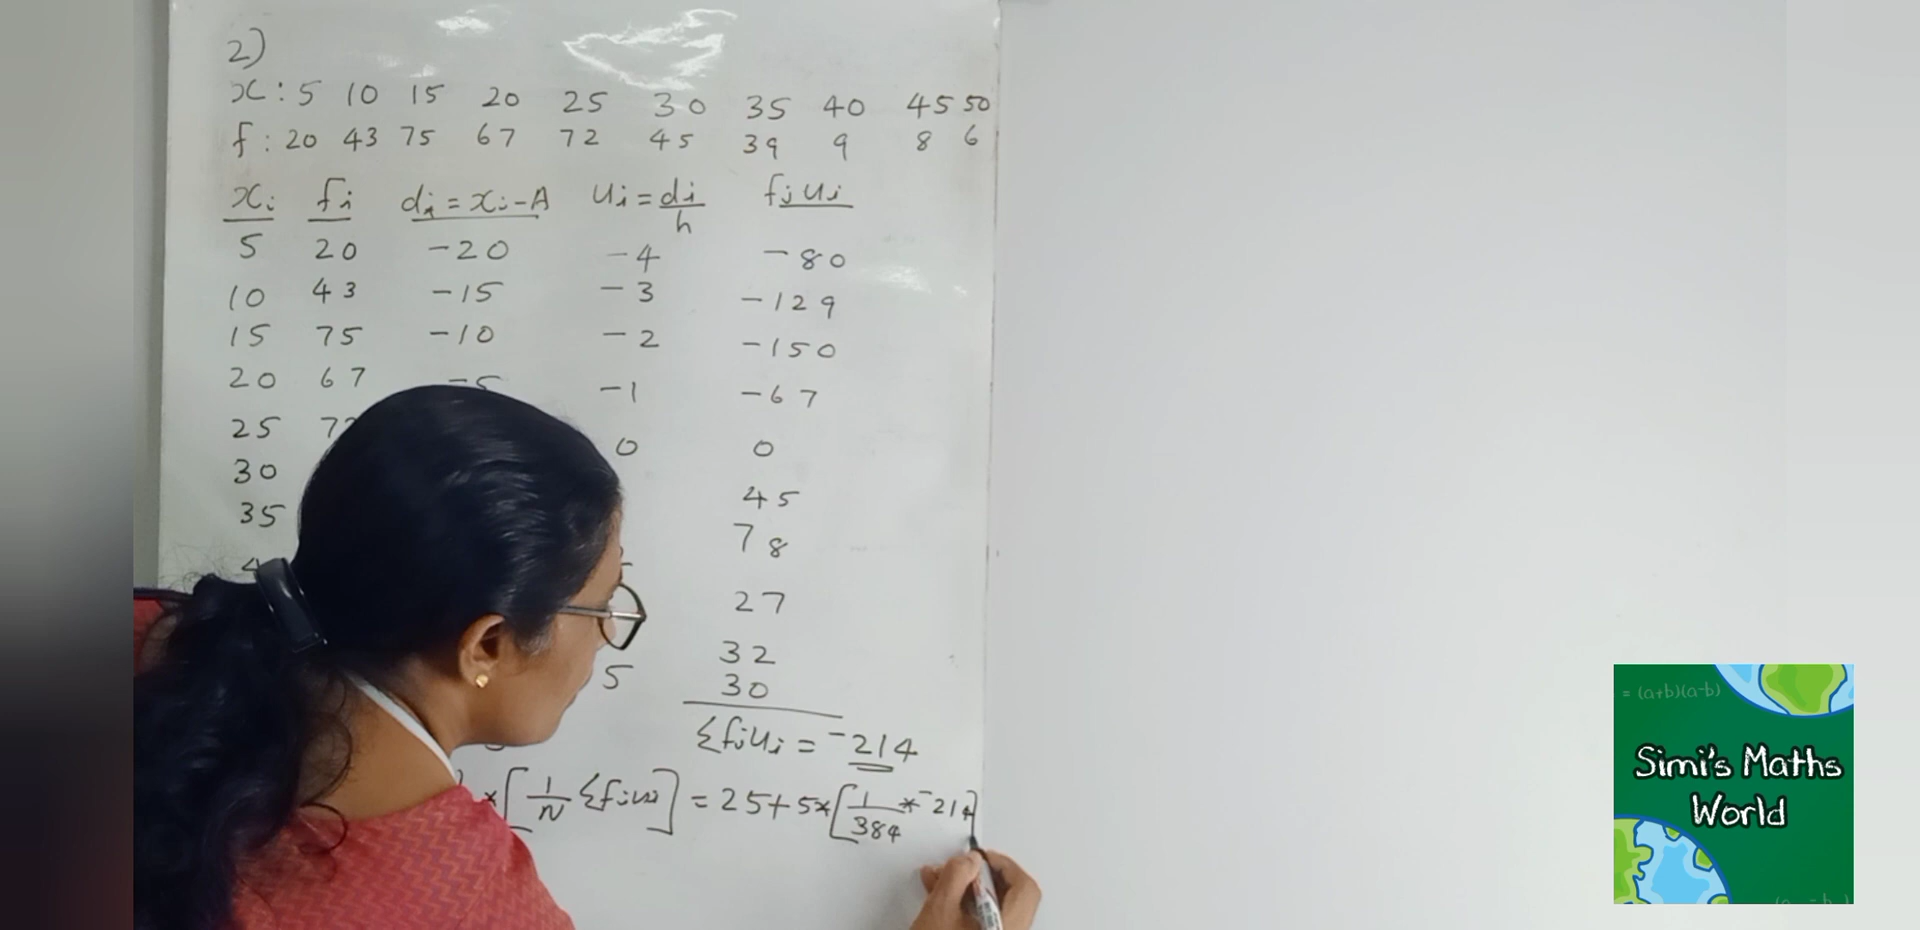 2)
x : 5 10 15 20 25 30 35 40 45 50
f : 20 43 75 67 72 45 39 9 8 6
xi fi di = xi - A ui = di/h fi ui
5 20 -20 -4 -80
10 43 -15 -3 -129
15 75 -10 -2 -150
20 67 -5 -1 -67
25 0 0
30 45
35 78
27
32
5 30
Σfiui = -214
× [1/N Σfiui] = 25 + 5 × [1/384 × -214]
= (a+b)(a-b)
Simi's Maths
World